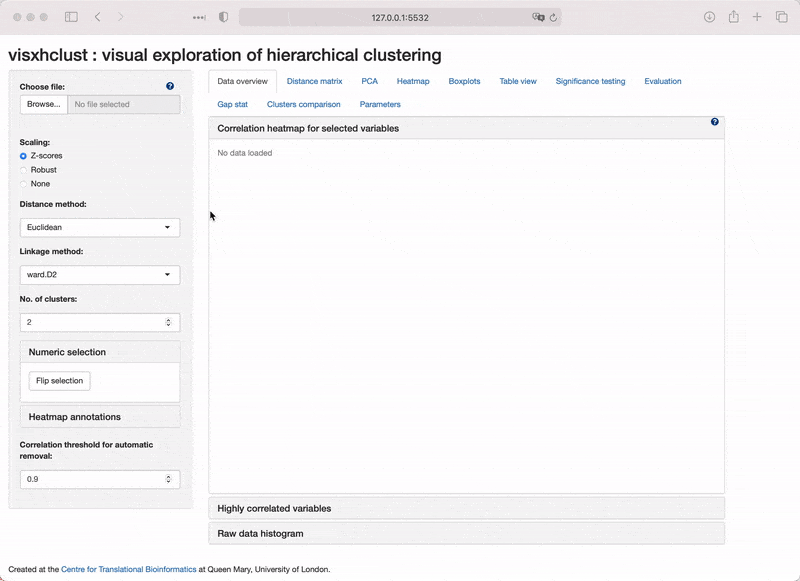 127.0.0.1:5532
visxhclust : visual exploration of hierarchical clustering
Choose file:
Browse... No file selected
Scaling:
Z-scores
Robust
None
Distance method:
Euclidean
Linkage method:
ward.D2
No. of clusters:
2
Numeric selection
Flip selection
Heatmap annotations
Correlation threshold for automatic
removal:
0.9
Data overview Distance matrix PCA Heatmap Boxplots Table view Significance testing Evaluation
Gap stat Clusters comparison Parameters
Correlation heatmap for selected variables
No data loaded
Highly correlated variables
Raw data histogram
Created at the Centre for Translational Bioinformatics at Queen Mary, University of London.